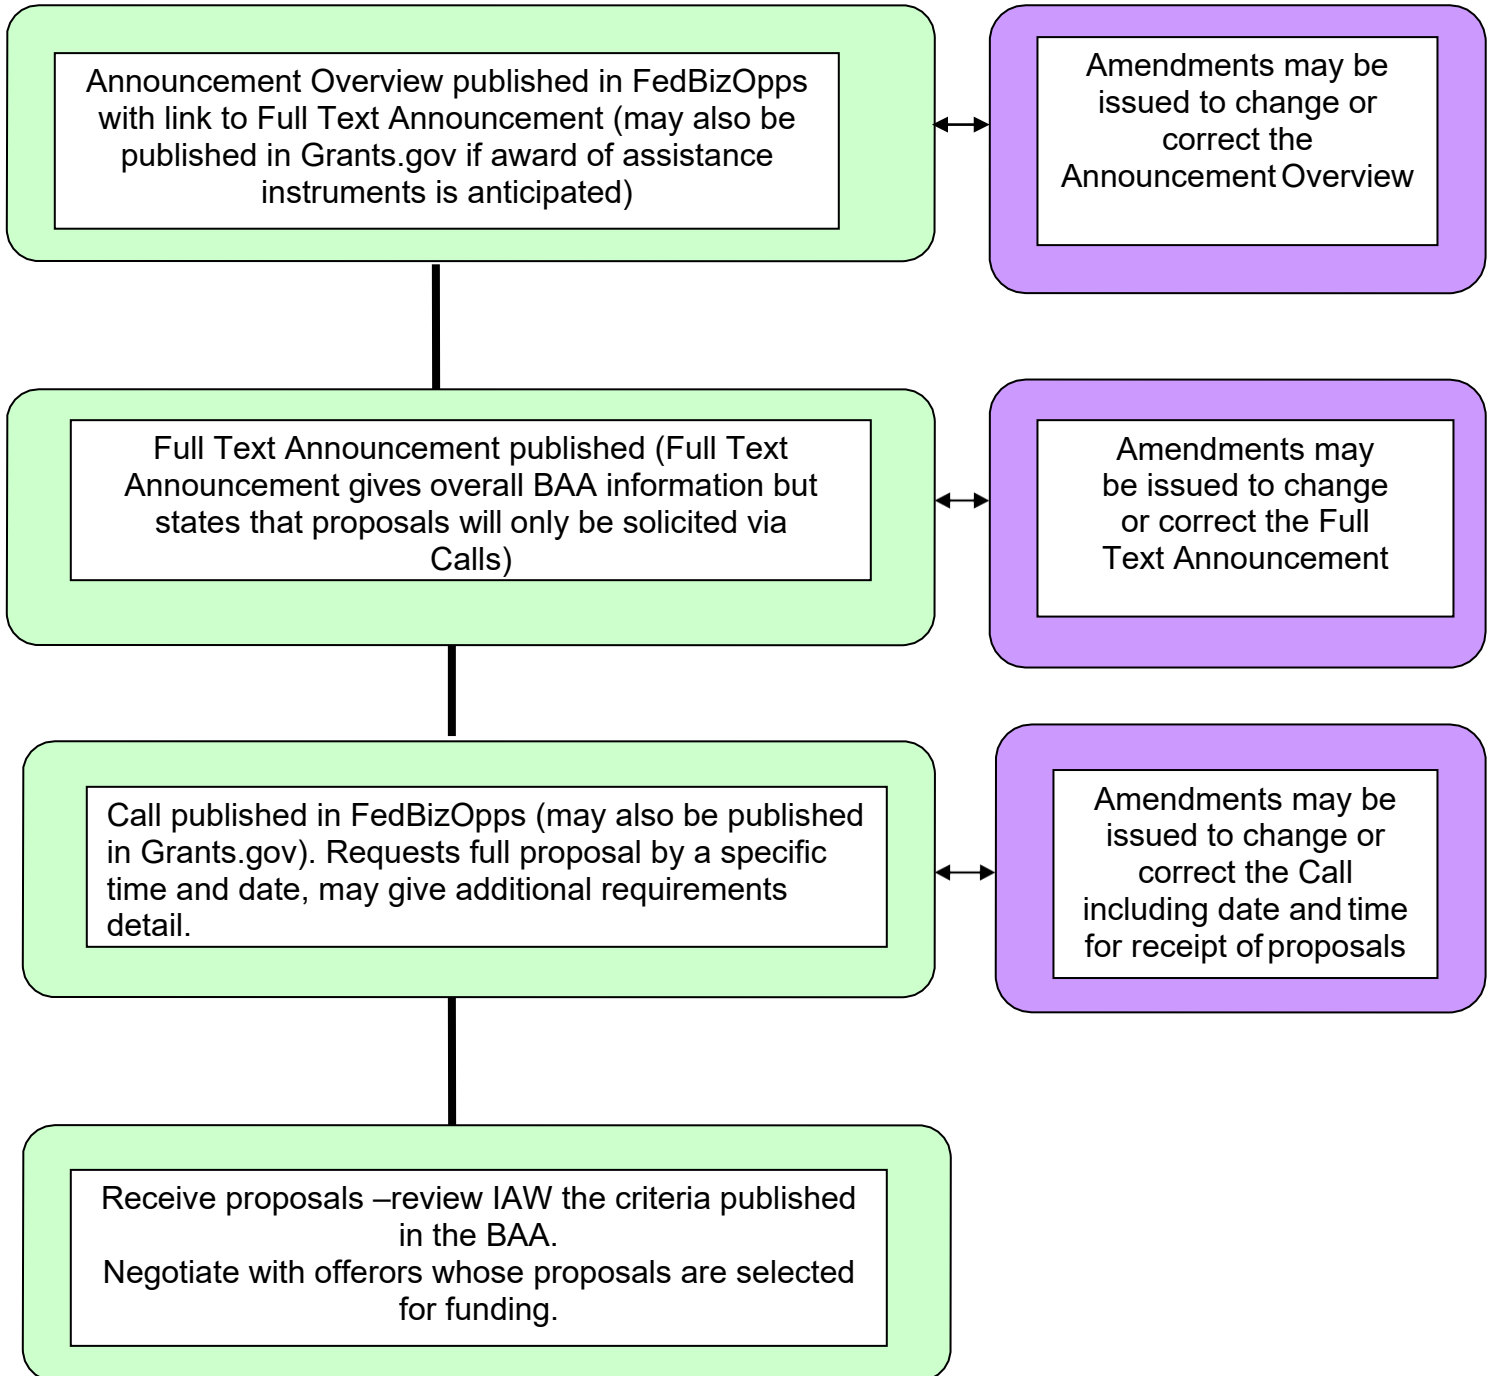 Announcement Overview published in FedBizOpps
with link to Full Text Announcement (may also be
published in Grants.gov if award of assistance
instruments is anticipated)
Amendments may be
issued to change or
correct the
Announcement Overview
Full Text Announcement published (Full Text
Announcement gives overall BAA information but
states that proposals will only be solicited via
Calls)
Amendments may
be issued to change
or correct the Full
Text Announcement
Call published in FedBizOpps (may also be published
in Grants.gov). Requests full proposal by a specific
time and date, may give additional requirements
detail.
Amendments may be
issued to change or
correct the Call
including date and time
for receipt of proposals
Receive proposals –review IAW the criteria published
in the BAA.
Negotiate with offerors whose proposals are selected
for funding.